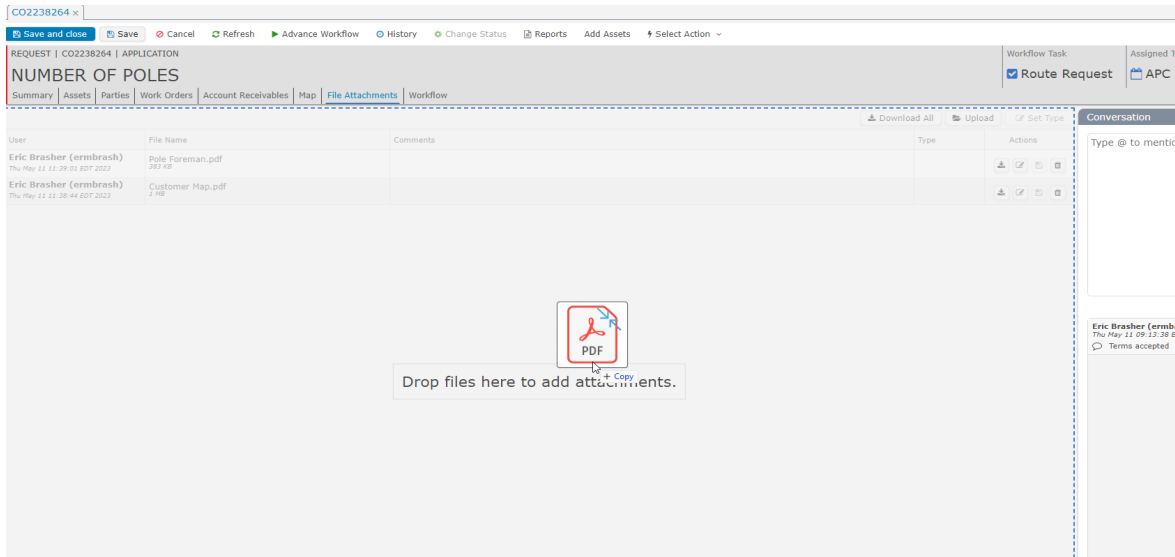 CO2238264 ×
Save and close Save Cancel Refresh Advance Workflow History Change Status Reports Add Assets Select Action
REQUEST | CO2238264 | APPLICATION
Workflow Task
Assigned T
NUMBER OF POLES
Route Request
APC
Summary Assets Parties Work Orders Account Receivables Map File Attachments Workflow
Download All Upload Set Type
User File Name Comments Type Actions
Eric Brasher (ermbrash)
Thu May 11 11:39:01 EDT 2023
Pole Foreman.pdf
383 KB
Eric Brasher (ermbrash)
Thu May 11 11:38:44 EDT 2023
Customer Map.pdf
1 MB
PDF
+ Copy
Drop files here to add attachments.
Conversation
Type @ to mentic
Eric Brasher (ermb
Thu May 11 09:13:38 E
Terms accepted